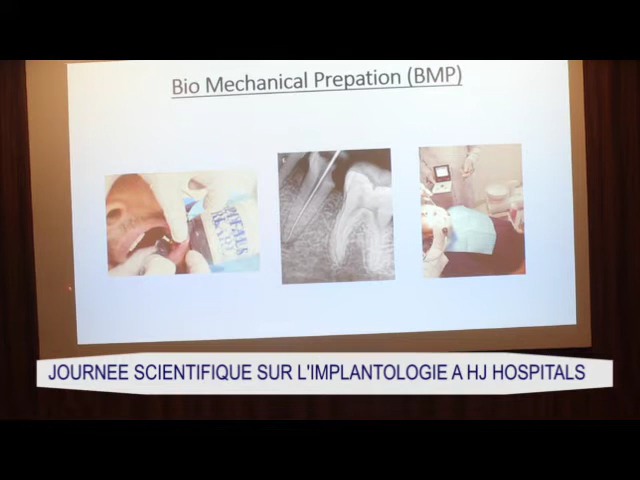 Bio Mechanical Prepation (BMP)
JOURNEE SCIENTIFIQUE SUR L'IMPLANTOLOGIE A HJ HOSPITALS